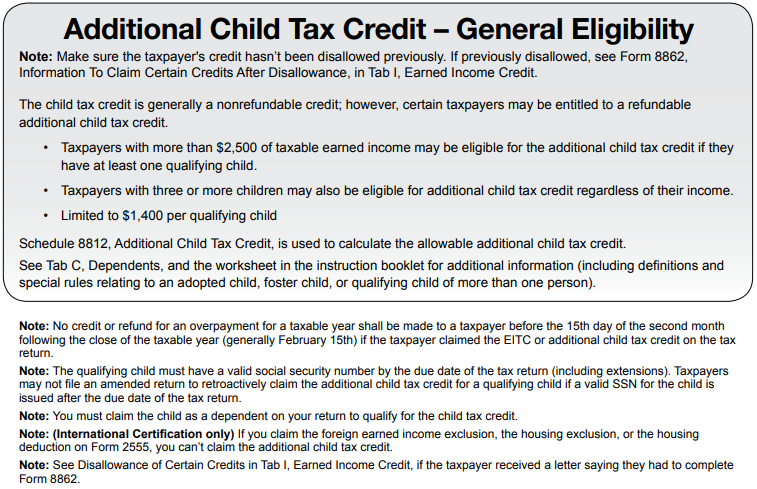 Additional Child Tax Credit – General Eligibility
Note: Make sure the taxpayer's credit hasn't been disallowed previously. If previously disallowed, see Form 8862,
Information To Claim Certain Credits After Disallowance, in Tab I, Earned Income Credit.
The child tax credit is generally a nonrefundable credit; however, certain taxpayers may be entitled to a refundable
additional child tax credit.
• Taxpayers with more than $2,500 of taxable earned income may be eligible for the additional child tax credit if they
have at least one qualifying child.
• Taxpayers with three or more children may also be eligible for additional child tax credit regardless of their income.
• Limited to $1,400 per qualifying child
Schedule 8812, Additional Child Tax Credit, is used to calculate the allowable additional child tax credit.
See Tab C, Dependents, and the worksheet in the instruction booklet for additional information (including definitions and
special rules relating to an adopted child, foster child, or qualifying child of more than one person).
Note: No credit or refund for an overpayment for a taxable year shall be made to a taxpayer before the 15th day of the second month
following the close of the taxable year (generally February 15th) if the taxpayer claimed the EITC or additional child tax credit on the tax
return.
Note: The qualifying child must have a valid social security number by the due date of the tax return (including extensions). Taxpayers
may not file an amended return to retroactively claim the additional child tax credit for a qualifying child if a valid SSN for the child is
issued after the due date of the tax return.
Note: You must claim the child as a dependent on your return to qualify for the child tax credit.
Note: (International Certification only) If you claim the foreign earned income exclusion, the housing exclusion, or the housing
deduction on Form 2555, you can't claim the additional child tax credit.
Note: See Disallowance of Certain Credits in Tab I, Earned Income Credit, if the taxpayer received a letter saying they had to complete
Form 8862.